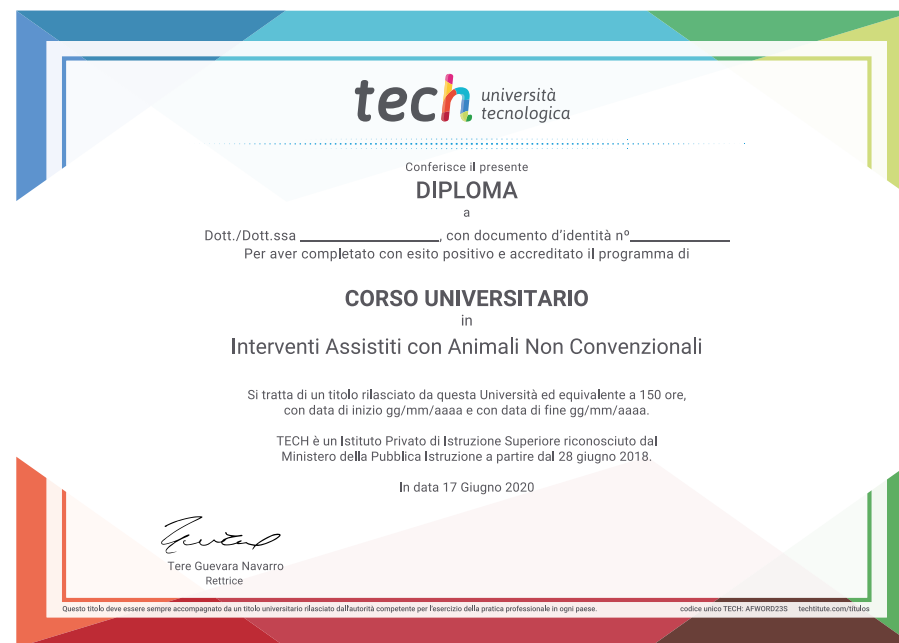 tech università
tecnologica
Conferisce il presente
DIPLOMA
a
Dott./Dott.ssa ____________________, con documento d'identità nº______________
Per aver completato con esito positivo e accreditato il programma di
CORSO UNIVERSITARIO
in
Interventi Assistiti con Animali Non Convenzionali
Si tratta di un titolo rilasciato da questa Università ed equivalente a 150 ore,
con data di inizio gg/mm/aaaa e con data di fine gg/mm/aaaa.
TECH è un Istituto Privato di Istruzione Superiore riconosciuto dal
Ministero della Pubblica Istruzione a partire dal 28 giugno 2018.
In data 17 Giugno 2020
Tere Guevara Navarro
Rettrice
Questo titolo deve essere sempre accompagnato da un titolo universitario rilasciato dall'autorità competente per l'esercizio della pratica professionale in ogni paese. codice unico TECH: AFWORD23S techtitute.com/titulos